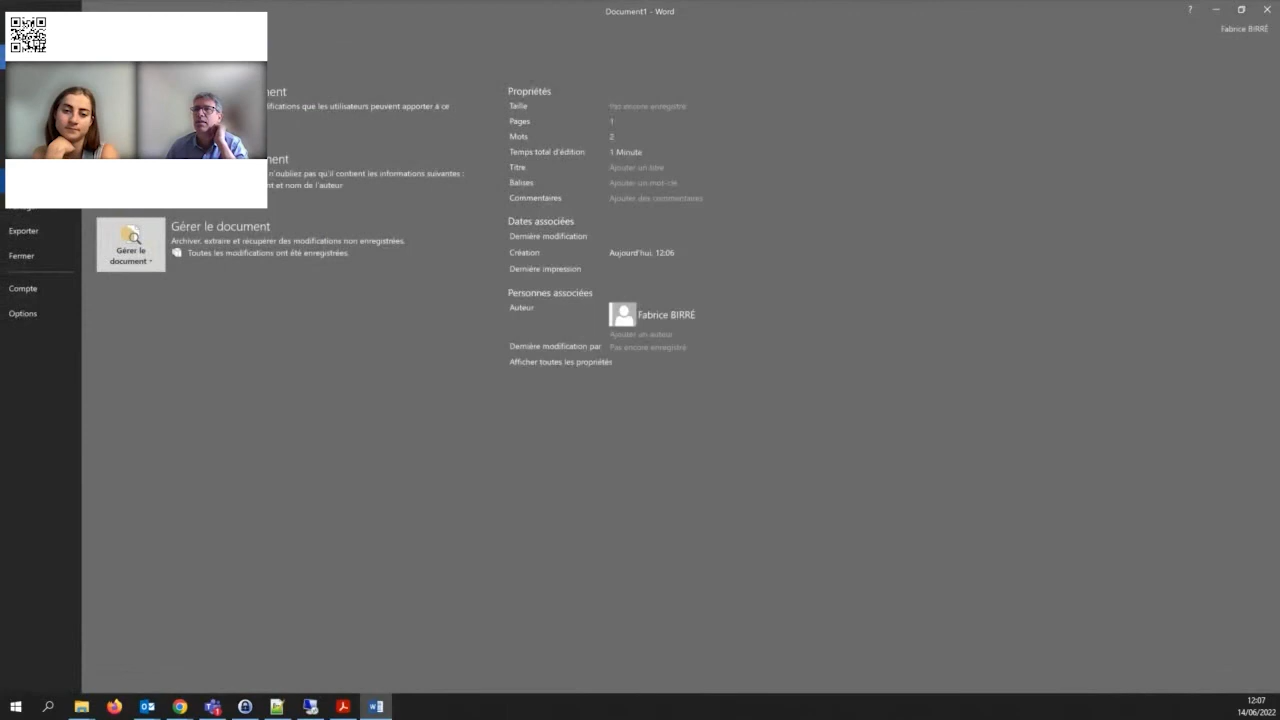 Document1 - Word
?
Fabrice BIRRÉ
ment
ifications que les utilisateurs peuvent apporter à ce
ment
n'oubliez pas qu'il contient les informations suivantes :
nt et nom de l'auteur
Exporter
Fermer
Compte
Options
Gérer le
document
Gérer le document
Archiver, extraire et récupérer des modifications non enregistrées.
Toutes les modifications ont été enregistrées.
Propriétés
Taille Pas encore enregistré
Pages 1
Mots 2
Temps total d'édition 1 Minute
Titre Ajouter un titre
Balises Ajouter un mot-clé
Commentaires Ajouter des commentaires
Dates associées
Dernière modification
Création Aujourd'hui, 12:06
Dernière impression
Personnes associées
Auteur
Fabrice BIRRÉ
Ajouter un auteur
Dernière modification par Pas encore enregistré
Afficher toutes les propriétés
12:07
14/06/2022